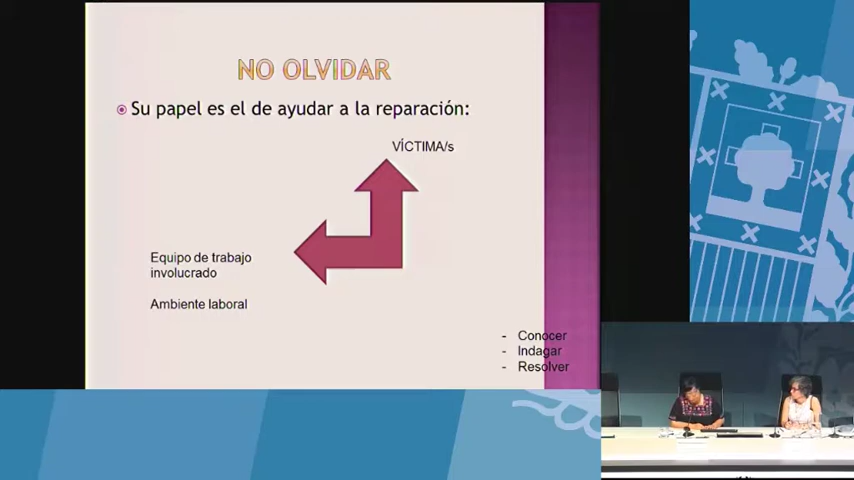 NO OLVIDAR
Su papel es el de ayudar a la reparación:
VÍCTIMA/s
Equipo de trabajo
involucrado
Ambiente laboral
- Conocer
- Indagar
- Resolver